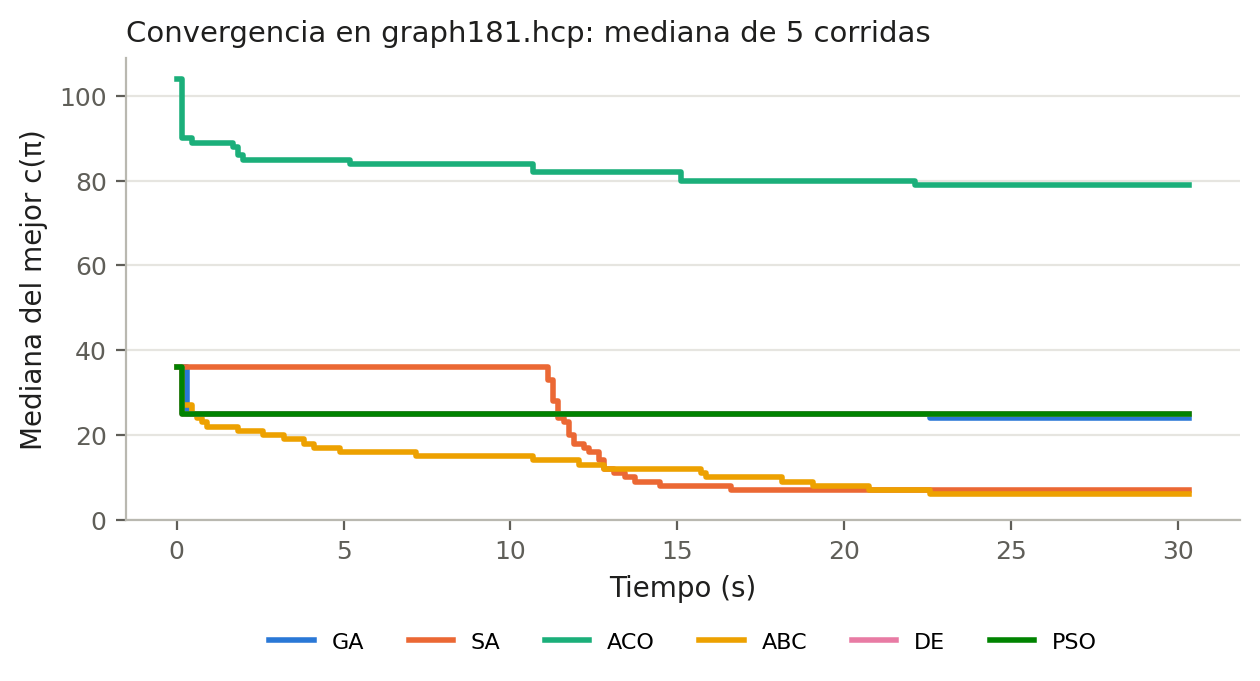 Convergencia en graph181.hcp: mediana de 5 corridas
Mediana del mejor c(π)
100
80
60
40
20
0
0 5 10 15 20 25 30
Tiempo (s)
GA SA ACO ABC DE PSO